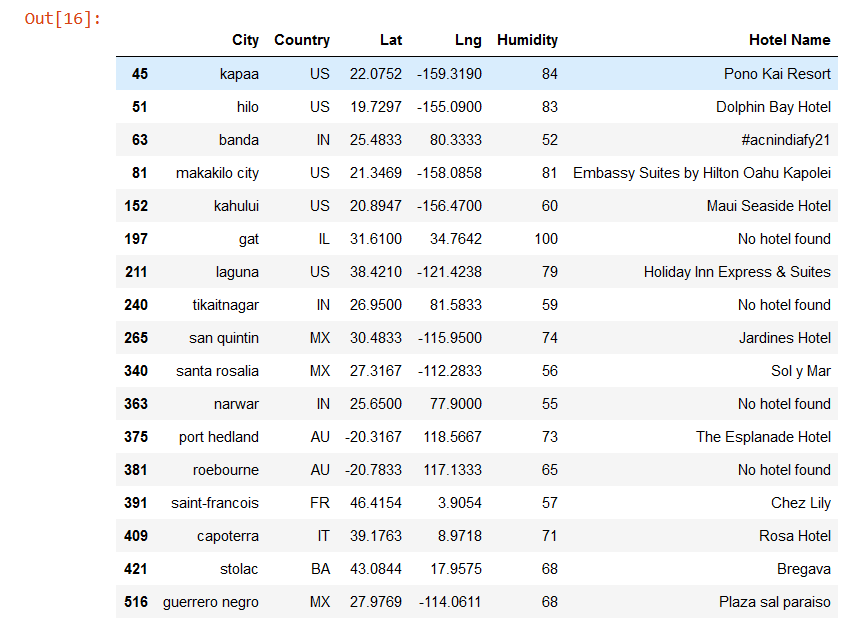 Out[16]:
City Country Lat Lng Humidity Hotel Name
45 kapaa US 22.0752 -159.3190 84 Pono Kai Resort
51 hilo US 19.7297 -155.0900 83 Dolphin Bay Hotel
63 banda IN 25.4833 80.3333 52 #acnindiafy21
81 makakilo city US 21.3469 -158.0858 81 Embassy Suites by Hilton Oahu Kapolei
152 kahului US 20.8947 -156.4700 60 Maui Seaside Hotel
197 gat IL 31.6100 34.7642 100 No hotel found
211 laguna US 38.4210 -121.4238 79 Holiday Inn Express & Suites
240 tikaitnagar IN 26.9500 81.5833 59 No hotel found
265 san quintin MX 30.4833 -115.9500 74 Jardines Hotel
340 santa rosalia MX 27.3167 -112.2833 56 Sol y Mar
363 narwar IN 25.6500 77.9000 55 No hotel found
375 port hedland AU -20.3167 118.5667 73 The Esplanade Hotel
381 roebourne AU -20.7833 117.1333 65 No hotel found
391 saint-francois FR 46.4154 3.9054 57 Chez Lily
409 capoterra IT 39.1763 8.9718 71 Rosa Hotel
421 stolac BA 43.0844 17.9575 68 Bregava
516 guerrero negro MX 27.9769 -114.0611 68 Plaza sal paraiso